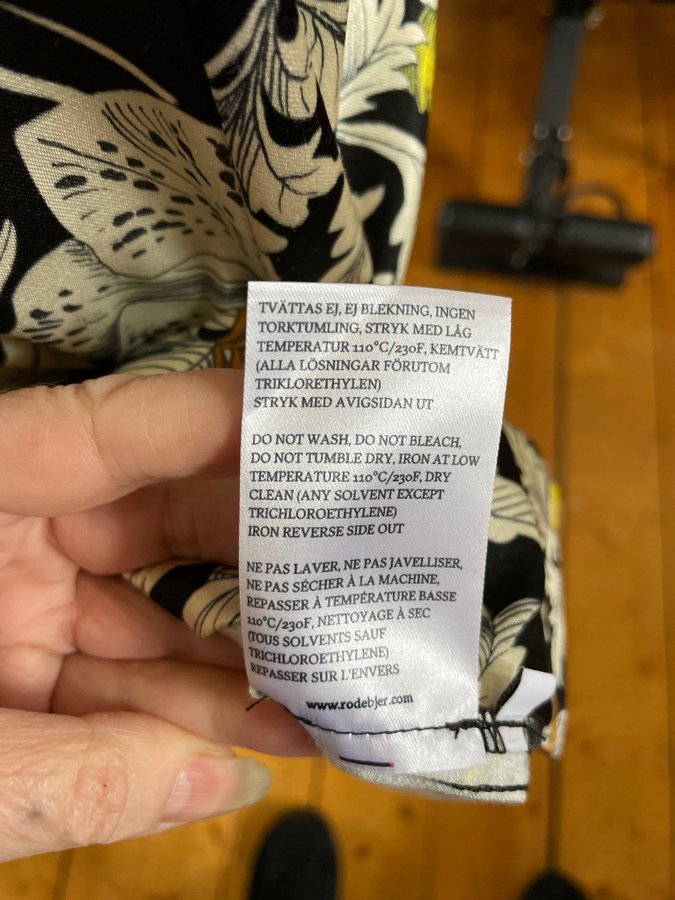 TVÄTTAS EJ, EJ BLEKNING, INGEN
TORKTUMLING, STRYK MED LÅG
TEMPERATUR 110°C/230F, KEMTVÄTT
(ALLA LÖSNINGAR FÖRUTOM
TRIKLORETHYLEN)
STRYK MED AVIGSIDAN UT
DO NOT WASH, DO NOT BLEACH,
DO NOT TUMBLE DRY, IRON AT LOW
TEMPERATURE 110°C/230F, DRY
CLEAN (ANY SOLVENT EXCEPT
TRICHLOROETHYLENE)
IRON REVERSE SIDE OUT
NE PAS LAVER, NE PAS JAVELLISER,
NE PAS SÉCHER À LA MACHINE,
REPASSER À TEMPÉRATURE BASSE
110°C/230F, NETTOYAGE À SEC
(TOUS SOLVENTS SAUF
TRICHLOROETHYLENE)
REPASSER SUR L'ENVERS
www.rodebjer.com